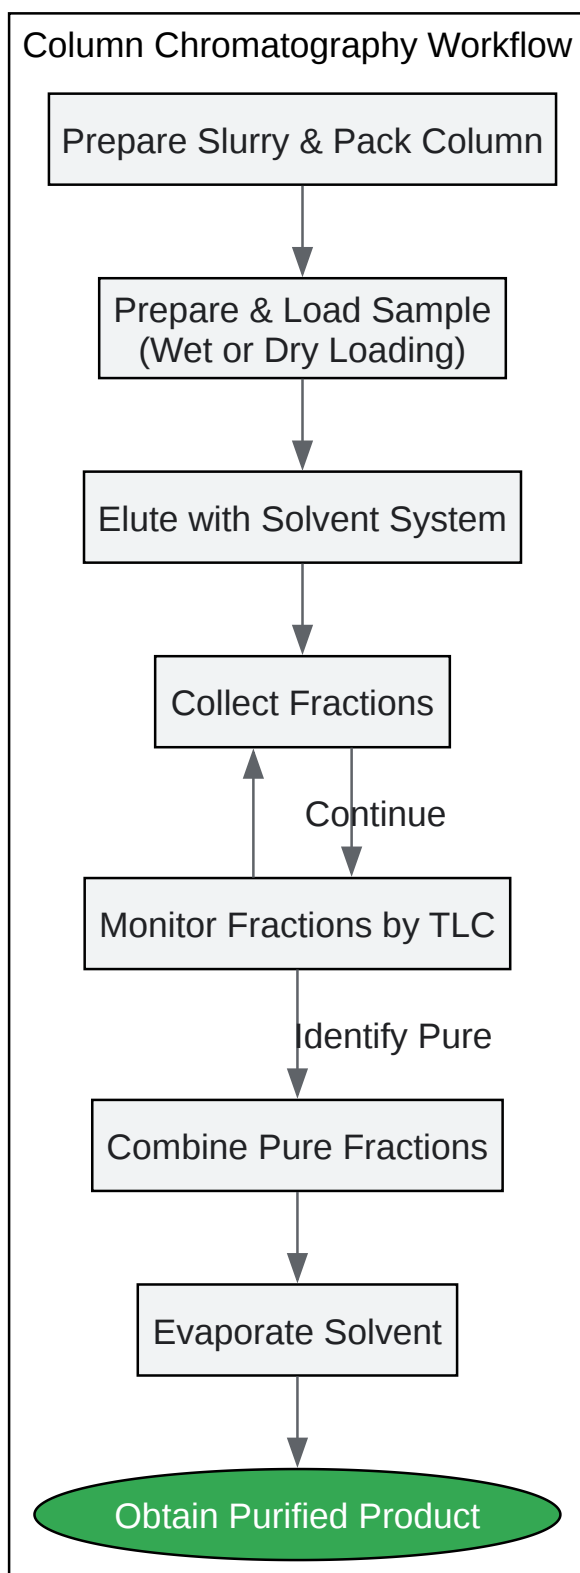 Column Chromatography Workflow
Prepare Slurry & Pack Column
Prepare & Load Sample
(Wet or Dry Loading)
Elute with Solvent System
Collect Fractions
Continue
Monitor Fractions by TLC
Identify Pure
Combine Pure Fractions
Evaporate Solvent
Obtain Purified Product